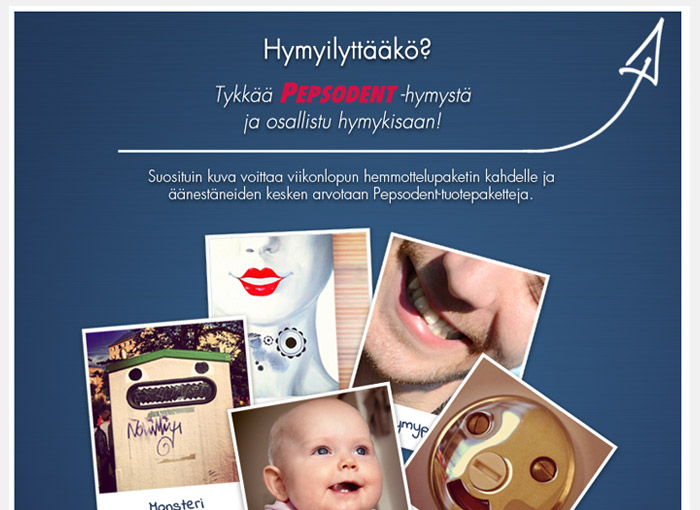 Hymyilyttääkö?
Tykkää PEPSODENT -hymystä
ja osallistu hymykisaan!
Suosituin kuva voittaa viikonlopun hemmottelupaketin kahdelle ja
äänestäneiden kesken arvotaan Pepsodent-tuotepaketteja.
Monsteri